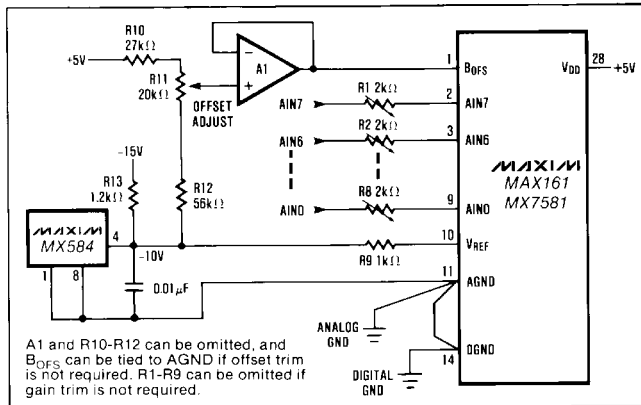 R10
27kΩ
+5V
R11
20kΩ
OFFSET
ADJUST
−
+
A1
1
BOFS
VDD
28
+5V
R1 2kΩ
AIN7
2
AIN7
R2 2kΩ
AIN6
3
AIN6
-15V
R13
1.2kΩ
R12
56kΩ
R8 2kΩ
AIN0
9
AIN0
MAXIM
MAX161
MX7581
MAXIM
MX584
4
-10V
10
VREF
R9 1kΩ
1
8
0.01µF
11
AGND
ANALOG
GND
DGND
14
DIGITAL
GND
A1 and R10-R12 can be omitted, and
BOFS can be tied to AGND if offset trim
is not required. R1-R9 can be omitted if
gain trim is not required.